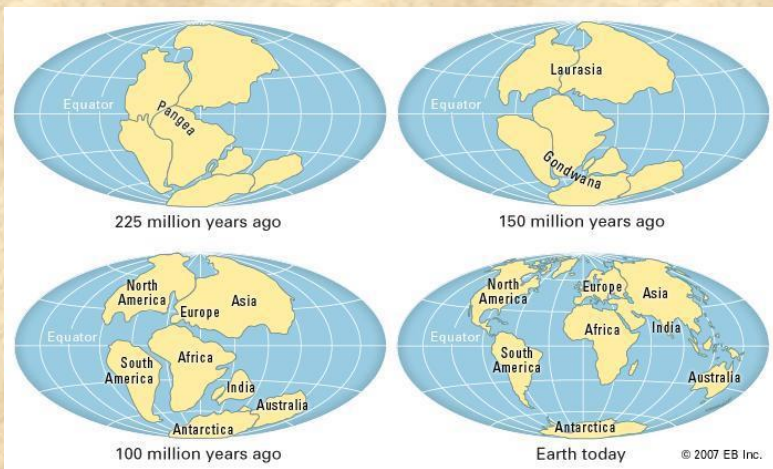 Equator
Pangea
225 million years ago
Laurasia
Equator
Gondwana
150 million years ago
North
America
Europe
Asia
Equator
South
America
Africa
India
Australia
Antarctica
100 million years ago
North
America
Europe
Asia
Equator
Africa
India
South
America
Australia
Antarctica
Earth today
© 2007 EB Inc.